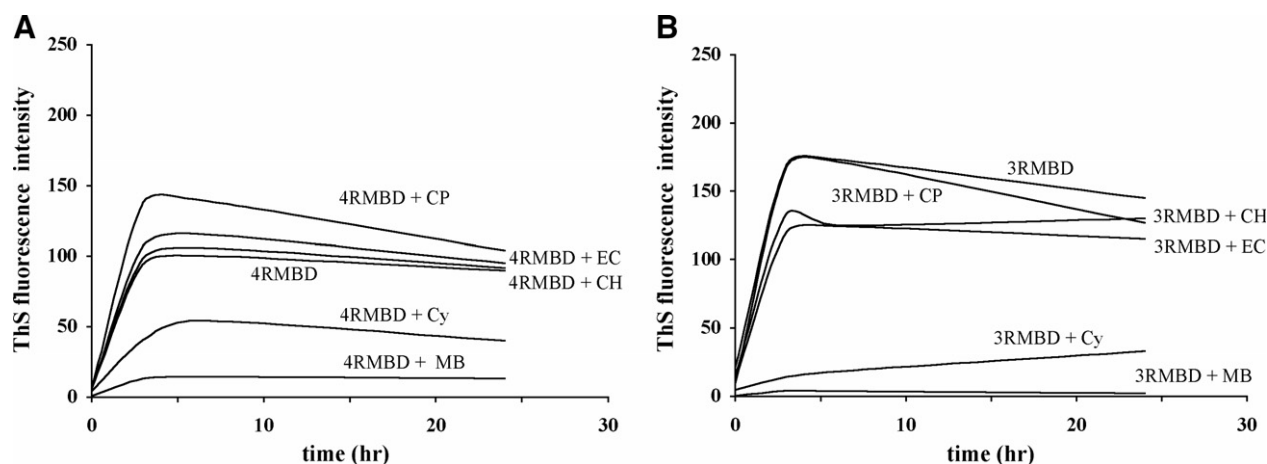 A
250
200
150
100
50
0
0
10
20
30
ThS fluorescence intensity
time (hr)
4RMBD + CP
4RMBD + EC
4RMBD
4RMBD + CH
4RMBD + Cy
4RMBD + MB
B
250
200
150
100
50
0
0
10
20
30
ThS fluorescence intensity
time (hr)
3RMBD
3RMBD + CP
3RMBD + CH
3RMBD + EC
3RMBD + Cy
3RMBD + MB